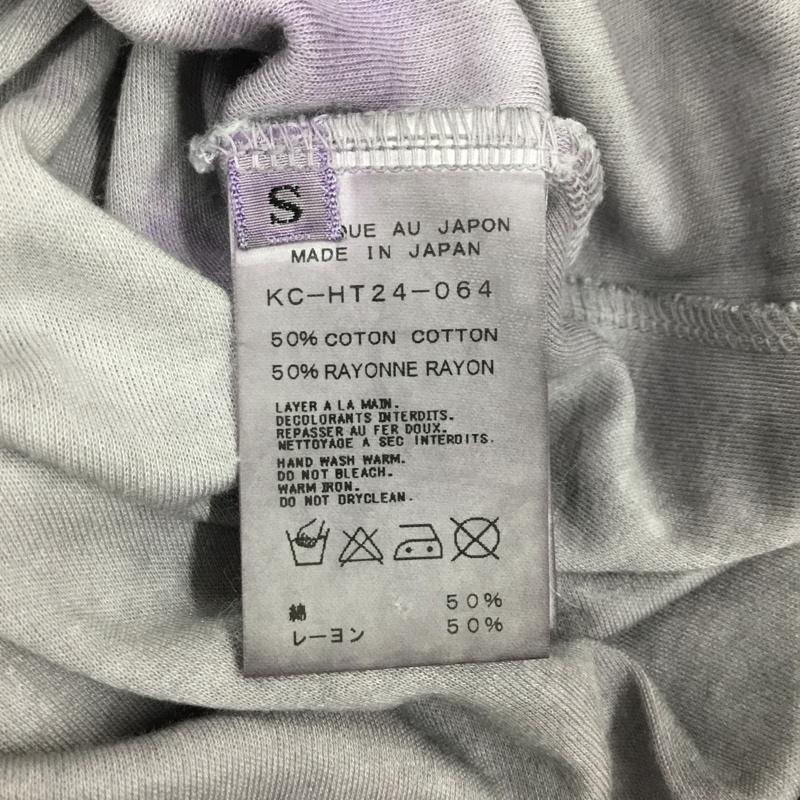 S
AU JAPON
MADE IN JAPAN
KC-HT24-064
50% COTON COTTON
50% RAYONNE RAYON
LAYER A LA MAIN.
DECOLORANTS INTERDITS.
REPASSER AU FER DOUX.
NETTOYAGE A SEC INTERDITS.
HAND WASH WARM.
DO NOT BLEACH.
WARM IRON.
DO NOT DRYCLEAN.
綿 50%
レーヨン 50%